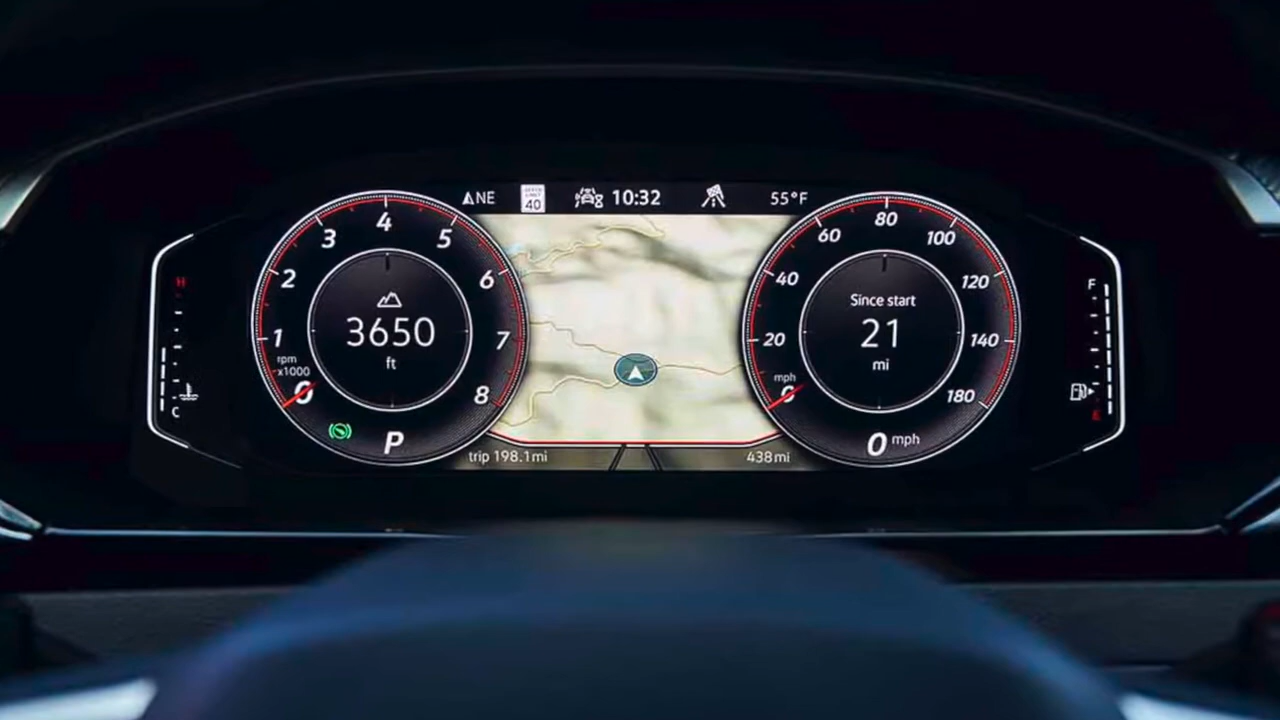 NE
SPEED LIMIT 40
10:32
55°F
1
2
3
4
5
6
7
8
rpm
x1000
0
3650
ft
P
H
C
20
40
60
80
100
120
140
180
mph
0
Since start
21
mi
0 mph
F
E
trip 198.1mi
438mi